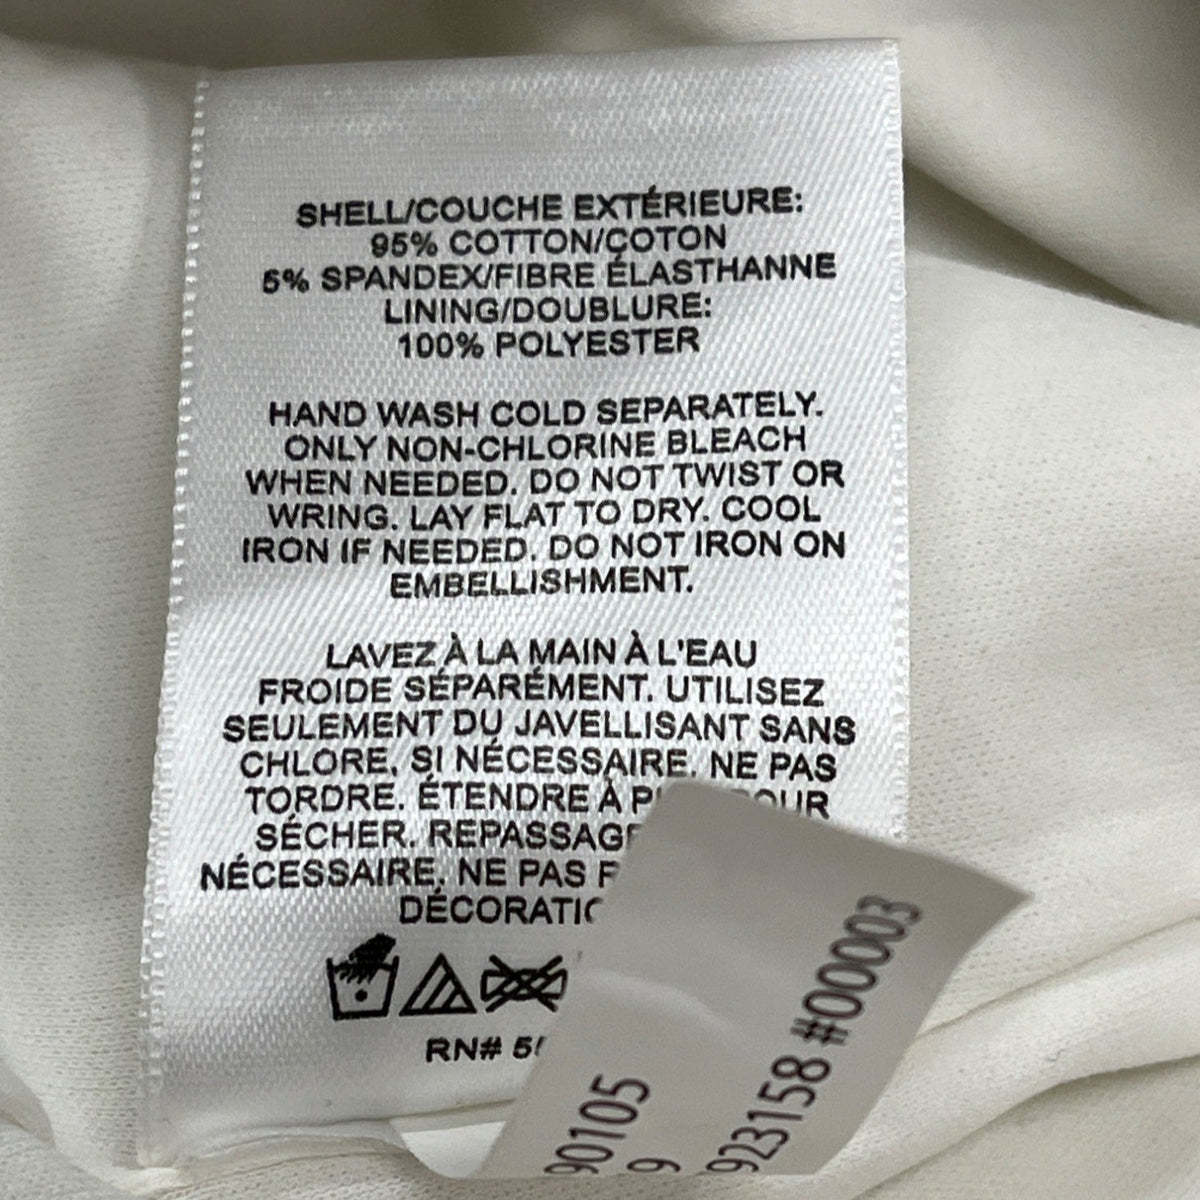 SHELL/COUCHE EXTÉRIEURE:
95% COTTON/COTON
5% SPANDEX/FIBRE ÉLASTHANNE
LINING/DOUBLURE:
100% POLYESTER
HAND WASH COLD SEPARATELY.
ONLY NON-CHLORINE BLEACH
WHEN NEEDED. DO NOT TWIST OR
WRING. LAY FLAT TO DRY. COOL
IRON IF NEEDED. DO NOT IRON ON
EMBELLISHMENT.
LAVEZ À LA MAIN À L'EAU
FROIDE SÉPARÉMENT. UTILISEZ
SEULEMENT DU JAVELLISANT SANS
CHLORE, SI NÉCESSAIRE. NE PAS
TORDRE. ÉTENDRE À
SÉCHER.
NÉCESSAIRE. NE PAS
RN#
90105
9
923158 #00003